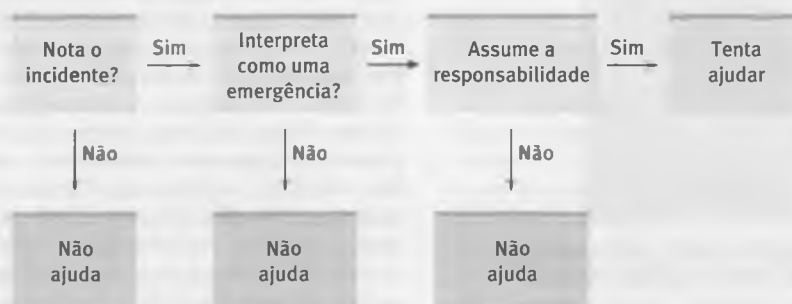 Nota o
incidente?
Sim
Interpreta
como uma
emergência?
Sim
Assume a
responsabilidade
Sim
Tenta
ajudar
Não
Não
Não
Não
ajuda
Não
ajuda
Não
ajuda